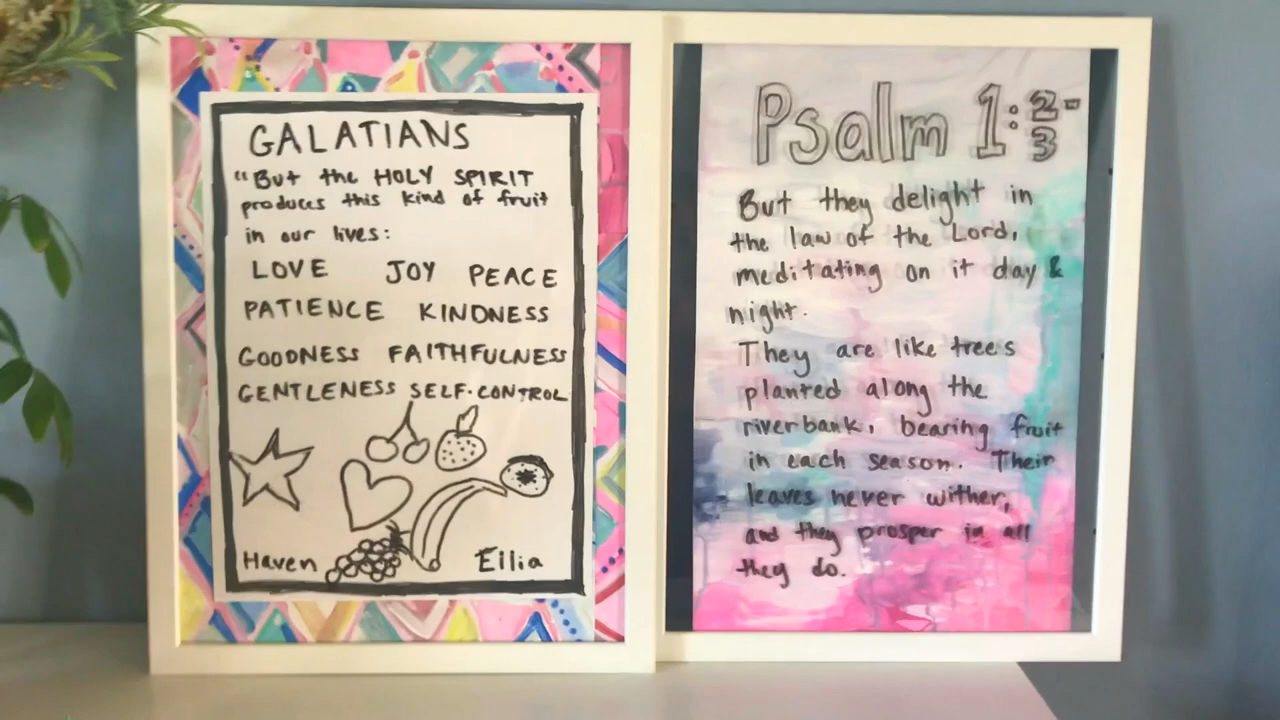 GALATIANS
"But the HOLY SPIRIT
produces this kind of fruit
in our lives:
LOVE JOY PEACE
PATIENCE KINDNESS
GOODNESS FAITHFULNESS
GENTLENESS SELF-CONTROL
Haven Ellia
Psalm 1:2-3
But they delight in
the law of the Lord,
meditating on it day &
night.
They are like trees
planted along the
riverbank, bearing fruit
in each season. Their
leaves never wither,
and they prosper in all
they do.